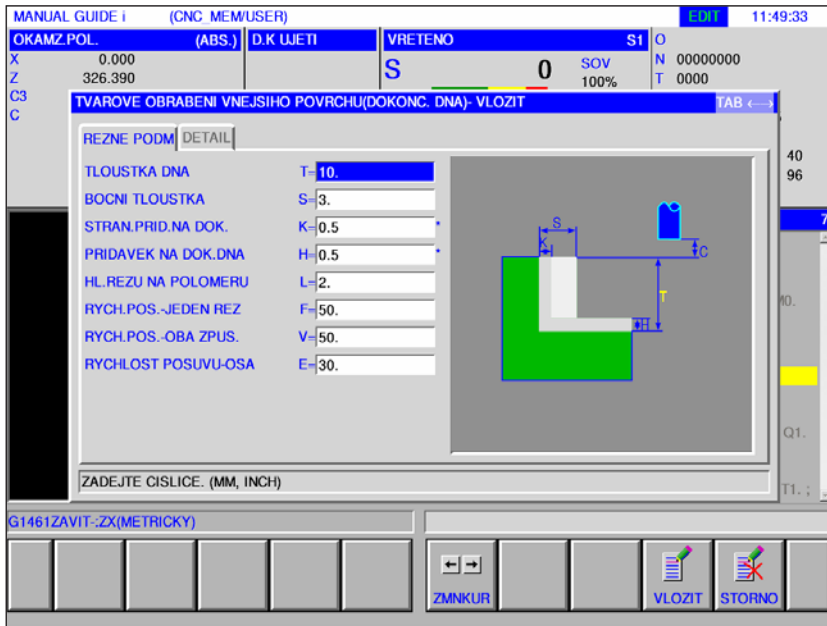 MANUAL GUIDE i (CNC_MEM/USER) EDIT 11:49:33
OKAMZ.POL. (ABS.) D.K UJETI VRETENO S1 O
X 0.000 S 0 SOV N 00000000
Z 326.390 100% T 0000
C3
C
TVAROVE OBRABENI VNEJSIHO POVRCHU(DOKONC. DNA)- VLOZIT TAB ←→
REZNE PODM DETAIL
40
96
7
TLOUSTKA DNA T=10.
BOCNI TLOUSTKA S=3.
STRAN.PRID.NA DOK. K=0.5 *
PRIDAVEK NA DOK.DNA H=0.5 *
HL.REZU NA POLOMERU L=2.
RYCH.POS.-JEDEN REZ F=50.
RYCH.POS.-OBA ZPUS. V=50.
RYCHLOST POSUVU-OSA E=30.
S
K
C
T
H
M0.
Q1.
T1. ;
ZADEJTE CISLICE. (MM, INCH)
G1461ZAVIT-:ZX(METRICKY)
← →
ZMNKUR VLOZIT STORNO